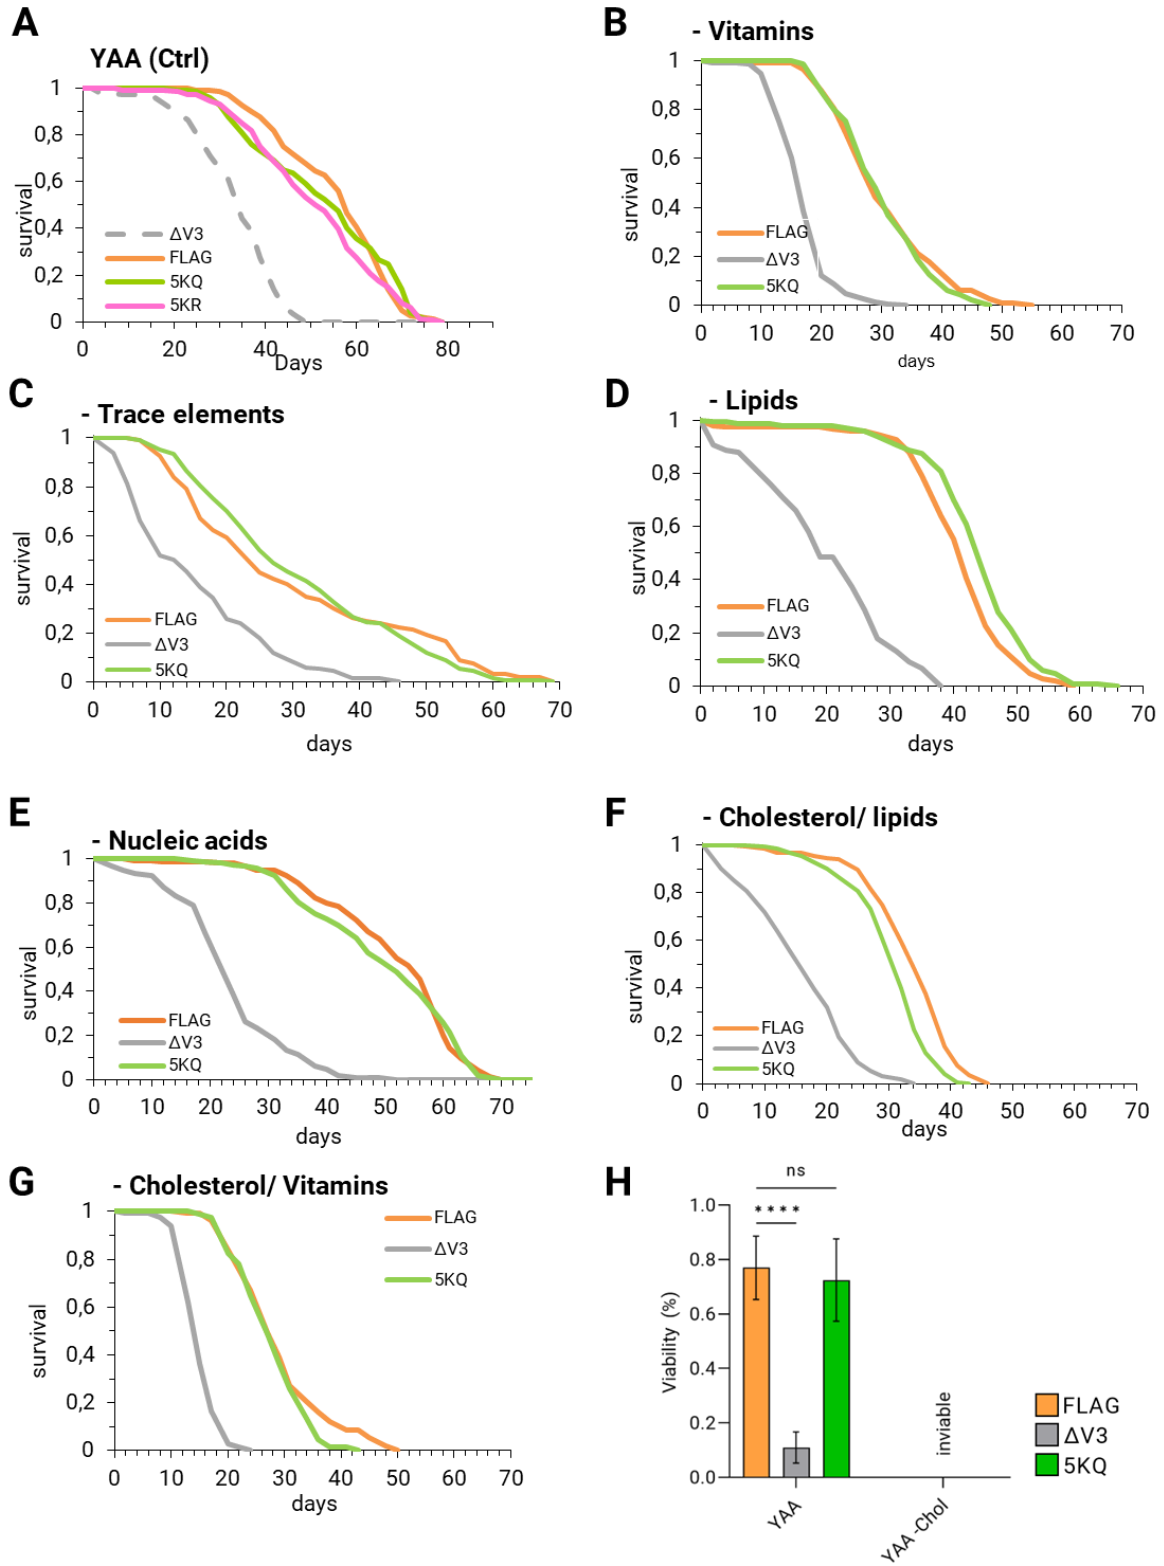 A
YAA (Ctrl)
survival
1
0,8
0,6
0,4
0,2
0
ΔV3
FLAG
5KQ
5KR
0 20 40 60 80
Days
B
- Vitamins
survival
1
0,8
0,6
0,4
0,2
0
FLAG
ΔV3
5KQ
0 10 20 30 40 50 60 70
days
C
- Trace elements
survival
1
0,8
0,6
0,4
0,2
0
FLAG
ΔV3
5KQ
0 10 20 30 40 50 60 70
days
D
- Lipids
survival
1
0,8
0,6
0,4
0,2
0
FLAG
ΔV3
5KQ
0 10 20 30 40 50 60 70
days
E
- Nucleic acids
survival
1
0,8
0,6
0,4
0,2
0
FLAG
ΔV3
5KQ
0 10 20 30 40 50 60 70
days
F
- Cholesterol/ lipids
survival
1
0,8
0,6
0,4
0,2
0
FLAG
ΔV3
5KQ
0 10 20 30 40 50 60 70
days
G
- Cholesterol/ Vitamins
survival
1
0,8
0,6
0,4
0,2
0
FLAG
ΔV3
5KQ
0 10 20 30 40 50 60 70
days
H
ns
****
Viability (%)
1.0
0.8
0.6
0.4
0.2
0.0
inviable
YAA
YAA -Chol
FLAG
ΔV3
5KQ